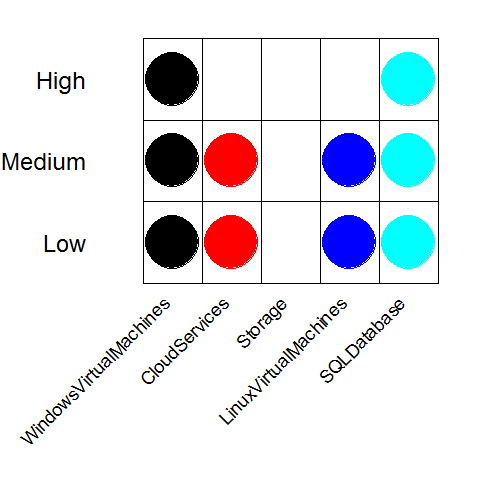 High
Medium
Low
WindowsVirtualMachines
CloudServices
Storage
LinuxVirtualMachines
SQLDatabase